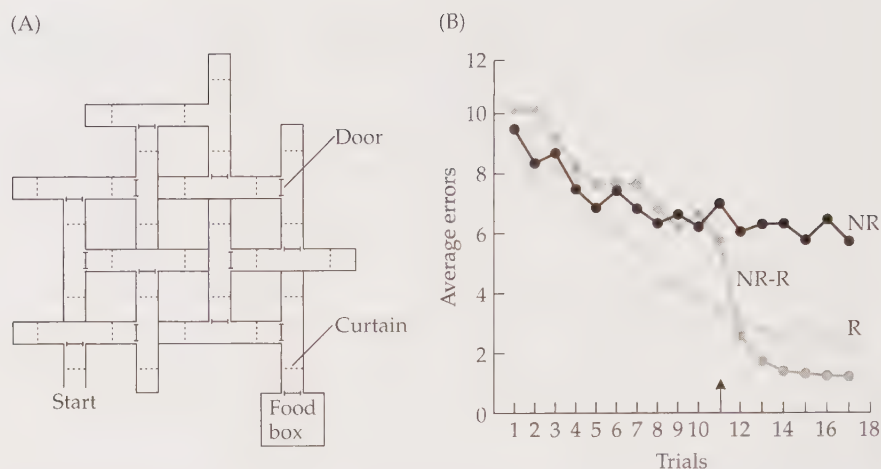 (A)
Door
Curtain
Start
Food
box
(B)
Average errors
12
10
8
6
4
2
0
NR
NR-R
R
1 2 3 4 5 6 7 8 9 10 12 14 16 18
Trials